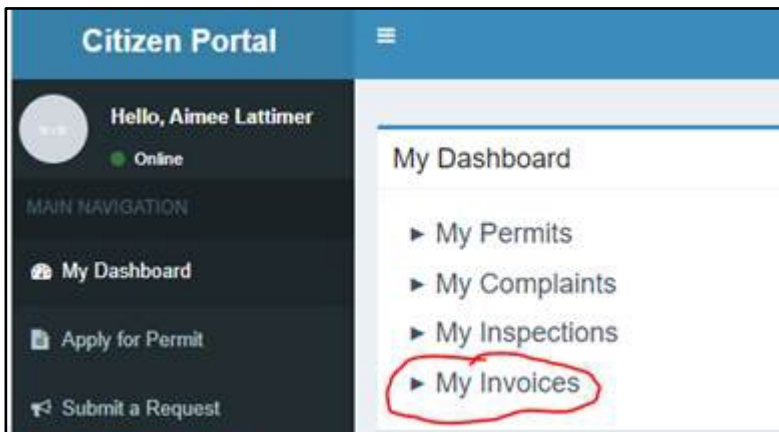 Citizen Portal
Hello, Aimee Lattimer
Online
MAIN NAVIGATION
My Dashboard
Apply for Permit
Submit a Request
My Dashboard
► My Permits
► My Complaints
► My Inspections
► My Invoices